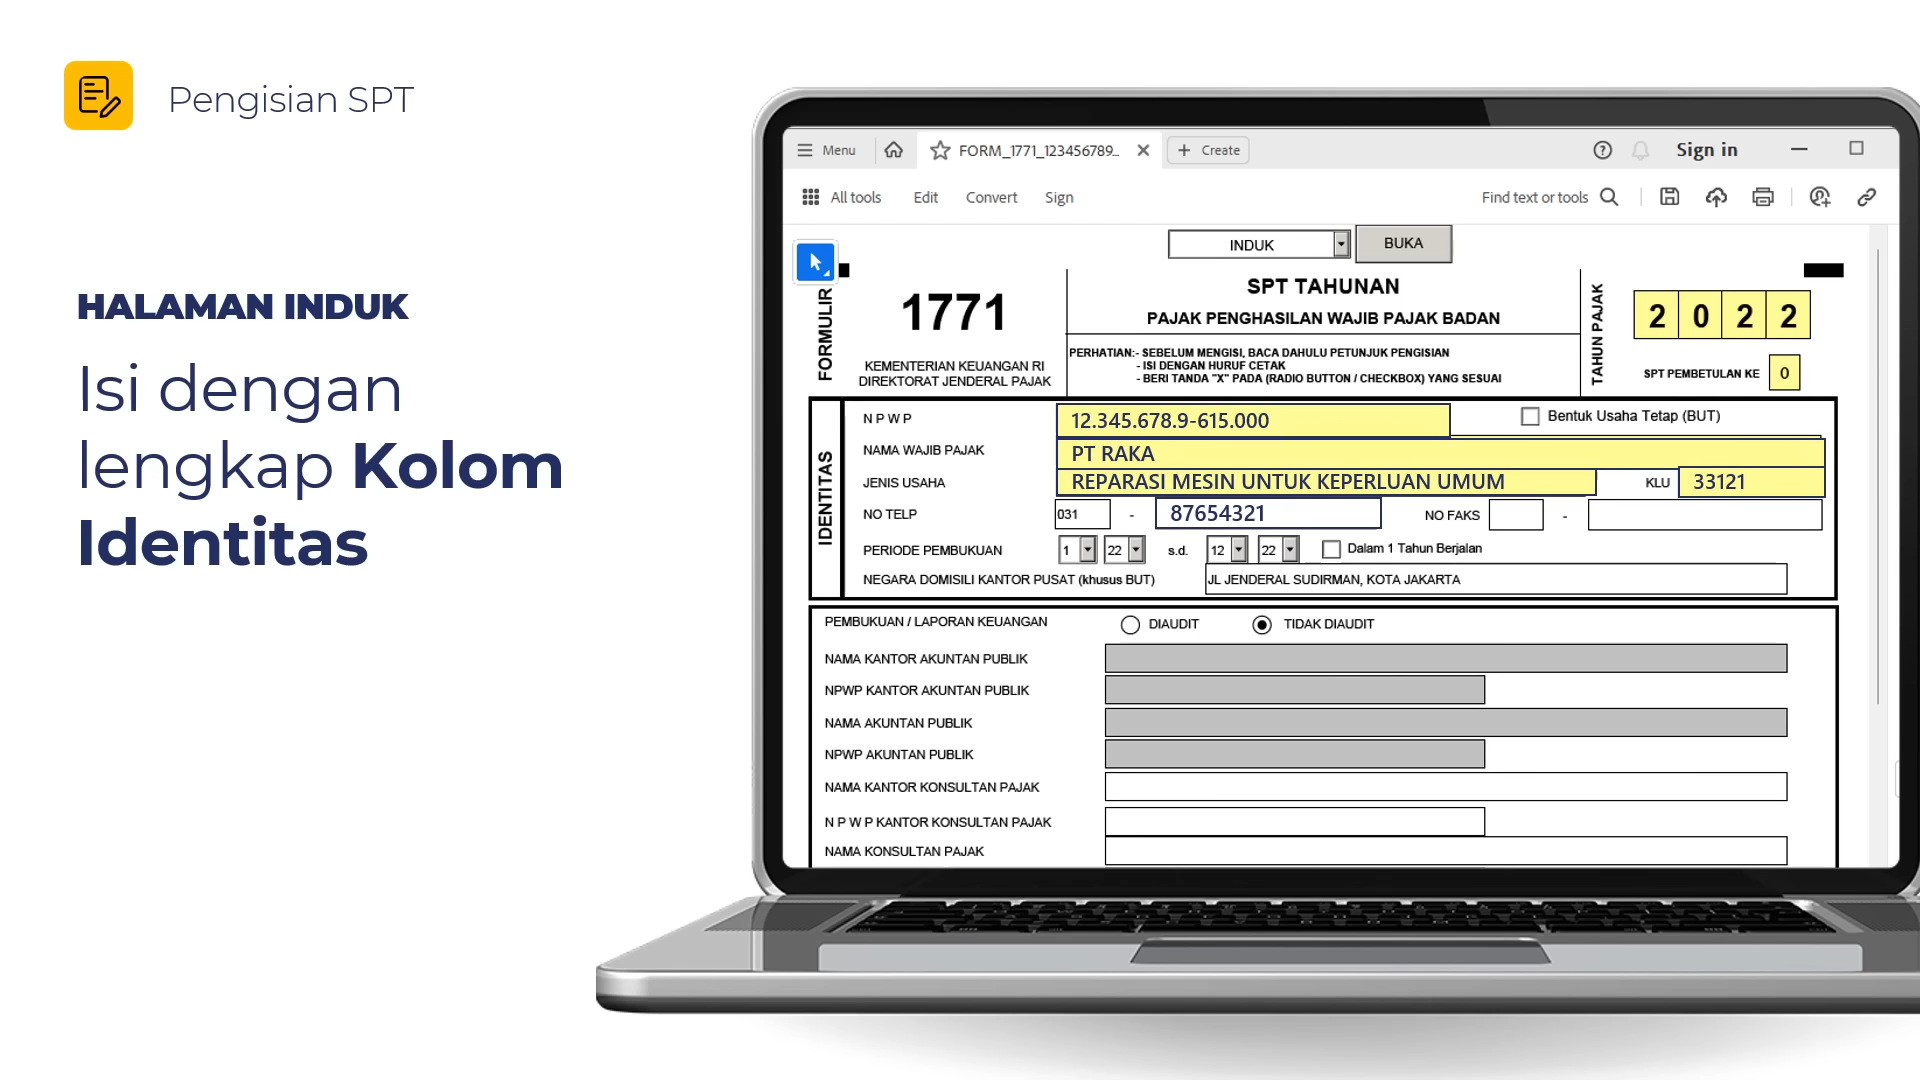 Pengisian SPT
HALAMAN INDUK
Isi dengan
lengkap Kolom
Identitas
Menu
FORM_1771_123456789...
Create
Sign in
All tools
Edit
Convert
Sign
Find text or tools
INDUK
BUKA
FORMULIR
1771
KEMENTERIAN KEUANGAN RI
DIREKTORAT JENDERAL PAJAK
SPT TAHUNAN
PAJAK PENGHASILAN WAJIB PAJAK BADAN
PERHATIAN:- SEBELUM MENGISI, BACA DAHULU PETUNJUK PENGISIAN
- ISI DENGAN HURUF CETAK
- BERI TANDA "X" PADA (RADIO BUTTON / CHECKBOX) YANG SESUAI
TAHUN PAJAK
2 0 2 2
SPT PEMBETULAN KE 0
IDENTITAS
N P W P 12.345.678.9-615.000 Bentuk Usaha Tetap (BUT)
NAMA WAJIB PAJAK PT RAKA
JENIS USAHA REPARASI MESIN UNTUK KEPERLUAN UMUM KLU 33121
NO TELP 031 - 87654321 NO FAKS -
PERIODE PEMBUKUAN 1 22 s.d. 12 22 Dalam 1 Tahun Berjalan
NEGARA DOMISILI KANTOR PUSAT (khusus BUT) JL JENDERAL SUDIRMAN, KOTA JAKARTA
PEMBUKUAN / LAPORAN KEUANGAN DIAUDIT TIDAK DIAUDIT
NAMA KANTOR AKUNTAN PUBLIK
NPWP KANTOR AKUNTAN PUBLIK
NAMA AKUNTAN PUBLIK
NPWP AKUNTAN PUBLIK
NAMA KANTOR KONSULTAN PAJAK
N P W P KANTOR KONSULTAN PAJAK
NAMA KONSULTAN PAJAK